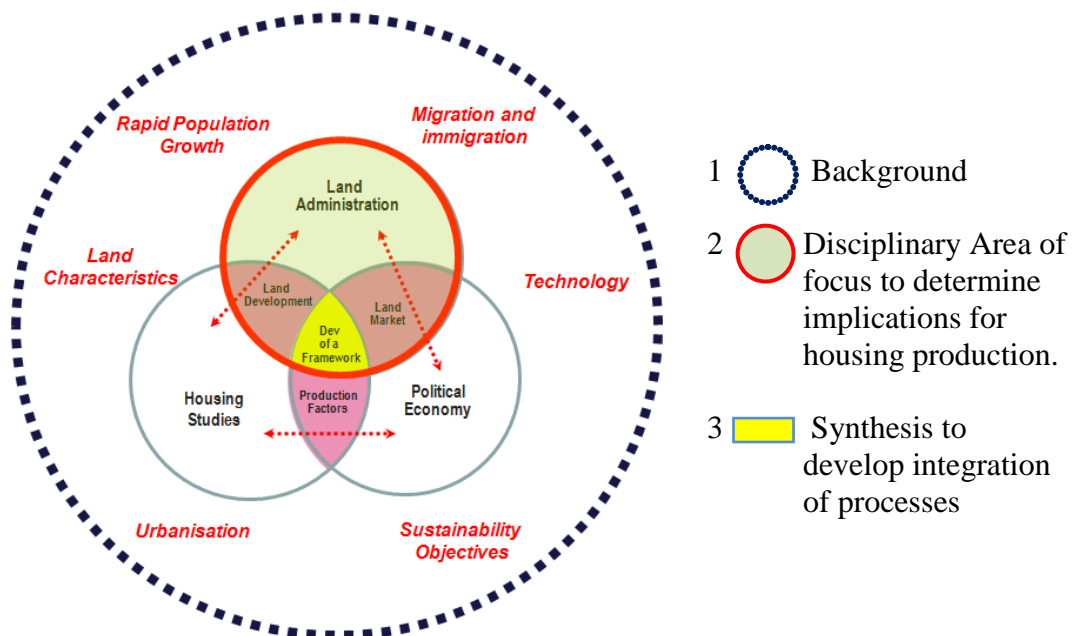 Rapid Population
Growth
Migration and
immigration
Land
Administration
Land
Characteristics
Technology
Land
Development
Land
Market
Dev
of a
Framework
Housing
Studies
Production
Factors
Political
Economy
Urbanisation
Sustainability
Objectives
1 Background
2 Disciplinary Area of
focus to determine
implications for
housing production.
3 Synthesis to
develop integration
of processes